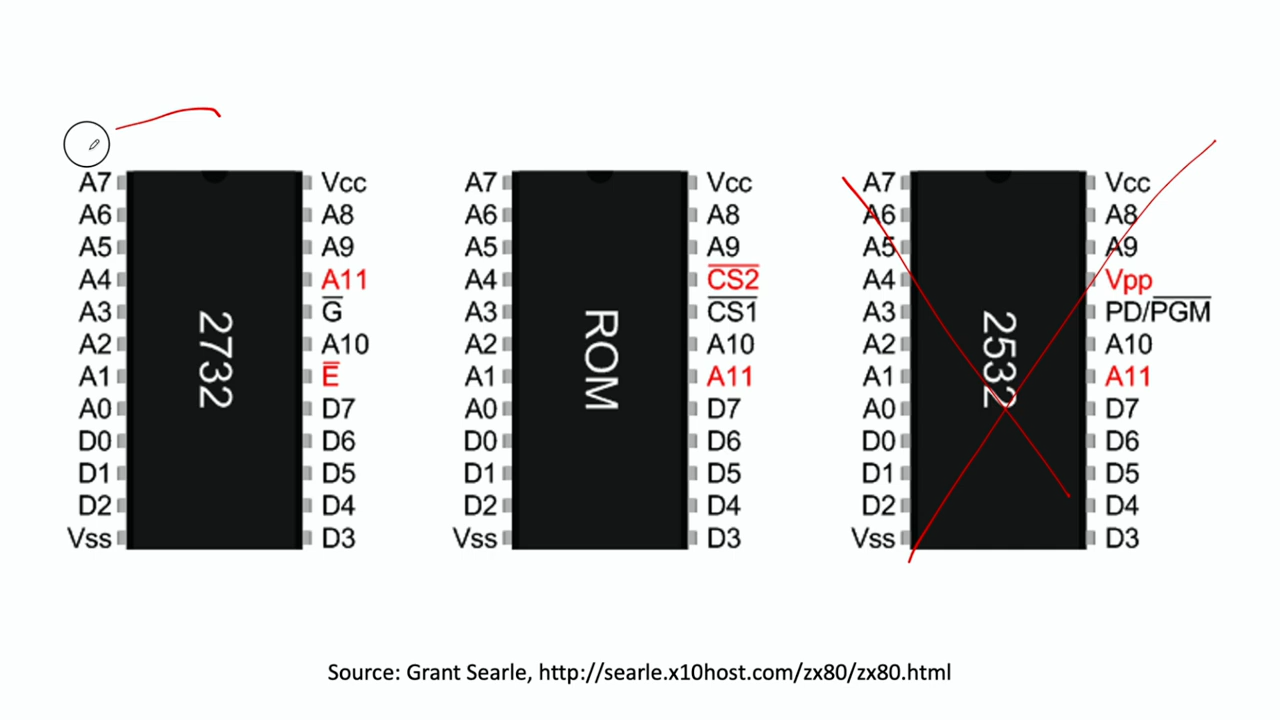 A7 Vcc A7 Vcc A7 Vcc
A6 A8 A6 A8 A6 A8
A5 A9 A5 A9 A5 A9
A4 A11 A4 C̅S̅2̅ A4 Vpp
A3 G̅ A3 C̅S̅1̅ A3 PD/P̅G̅M̅
A2 A10 A2 A10 A2 A10
2732 ROM 2532
A1 E̅ A1 A11 A1 A11
A0 D7 A0 D7 A0 D7
D0 D6 D0 D6 D0 D6
D1 D5 D1 D5 D1 D5
D2 D4 D2 D4 D2 D4
Vss D3 Vss D3 Vss D3
Source: Grant Searle, http://searle.x10host.com/zx80/zx80.html